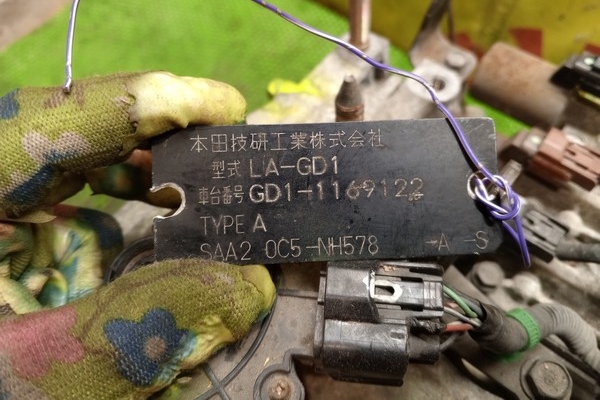 本田技研工業株式会社
型式 LA-GD1
車台番号 GD1-1169122
TYPE A
SAA2 0C5-NH578 -A -S